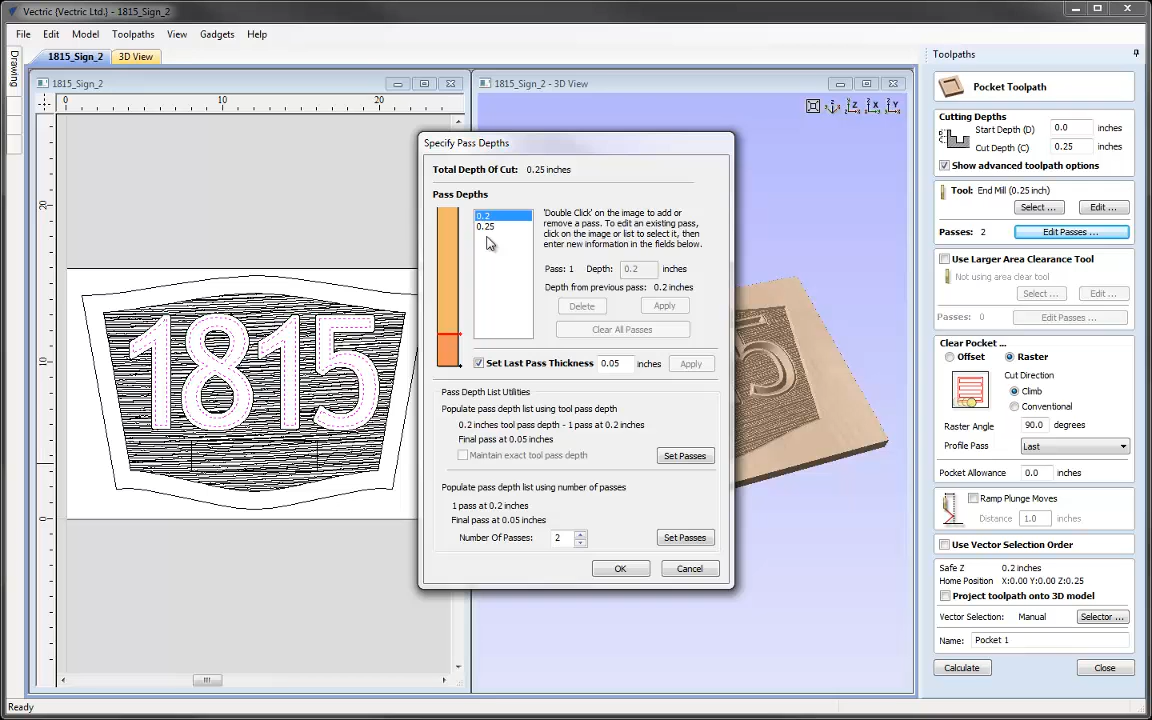 Vectric {Vectric Ltd.} - 1815_Sign_2
File Edit Model Toolpaths View Gadgets Help
1815_Sign_2 3D View
Drawing
1815_Sign_2
0 10 20
20
10
0
1815
1815_Sign_2 - 3D View
Z X Y
15
Specify Pass Depths
Total Depth Of Cut: 0.25 inches
Pass Depths
0.2
0.25
'Double Click' on the image to add or
remove a pass. To edit an existing pass,
click on the image or list to select it, then
enter new information in the fields below.
Pass: 1 Depth: 0.2 inches
Depth from previous pass: 0.2 inches
Delete Apply
Clear All Passes
Set Last Pass Thickness 0.05 inches Apply
Pass Depth List Utilities
Populate pass depth list using tool pass depth
0.2 inches tool pass depth - 1 pass at 0.2 inches
Final pass at 0.05 inches
Maintain exact tool pass depth Set Passes
Populate pass depth list using number of passes
1 pass at 0.2 inches
Final pass at 0.05 inches
Number Of Passes: 2 Set Passes
OK Cancel
Toolpaths
Pocket Toolpath
Cutting Depths
Start Depth (D) 0.0 inches
Cut Depth (C) 0.25 inches
Show advanced toolpath options
Tool: End Mill (0.25 inch)
Select ... Edit ...
Passes: 2 Edit Passes ...
Use Larger Area Clearance Tool
Not using area clear tool
Select ... Edit ...
Passes: 0 Edit Passes ...
Clear Pocket ...
Offset Raster
Cut Direction
Climb
Conventional
Raster Angle 90.0 degrees
Profile Pass Last
Pocket Allowance 0.0 inches
Ramp Plunge Moves
Distance 1.0 inches
Use Vector Selection Order
Safe Z 0.2 inches
Home Position X:0.00 Y:0.00 Z:0.25
Project toolpath onto 3D model
Vector Selection: Manual Selector ...
Name: Pocket 1
Calculate Close
Ready